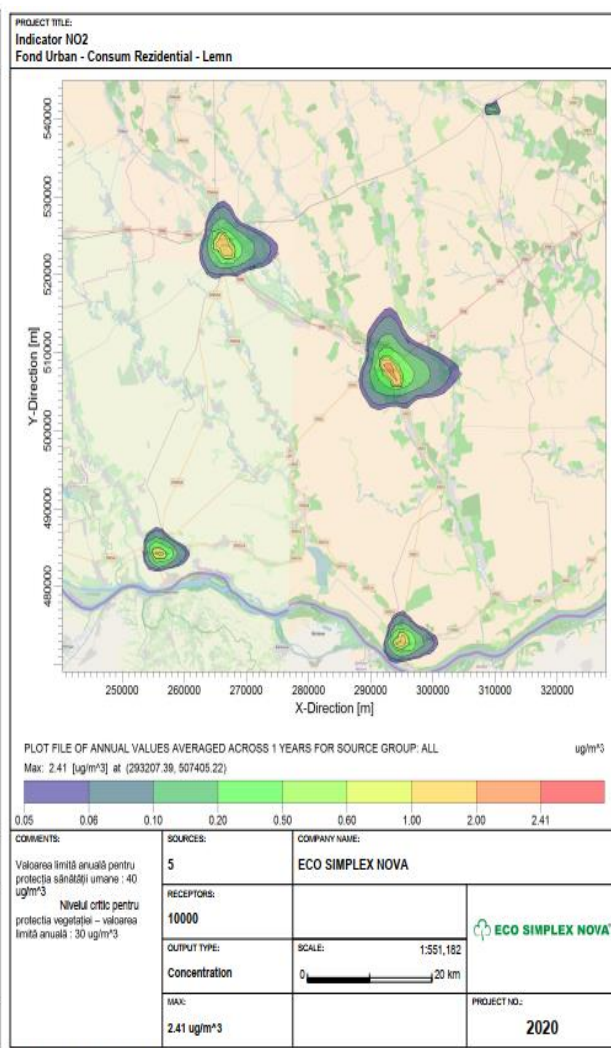 PROJECT TITLE:
Indicator NO2
Fond Urban - Consum Rezidential - Lemn
Y-Direction [m]
540000
530000
520000
510000
500000
490000
480000
250000 260000 270000 280000 290000 300000 310000 320000
X-Direction [m]
PLOT FILE OF ANNUAL VALUES AVERAGED ACROSS 1 YEARS FOR SOURCE GROUP: ALL ug/m^3
Max: 2.41 [ug/m^3] at (293207.39, 507405.22)
0.05 0.06 0.10 0.20 0.50 0.60 1.00 2.00 2.41
COMMENTS:
Valoarea limită anuală pentru
protecția sănătății umane : 40
ug/m^3
Nivelul critic pentru
protectia vegetației – valoarea
limită anuala : 30 ug/m^3
SOURCES:
5
COMPANY NAME:
ECO SIMPLEX NOVA
RECEPTORS:
10000
OUTPUT TYPE:
Concentration
SCALE: 1:551,182
0 20 km
ECO SIMPLEX NOVA
MAX:
2.41 ug/m^3
PROJECT NO.:
2020